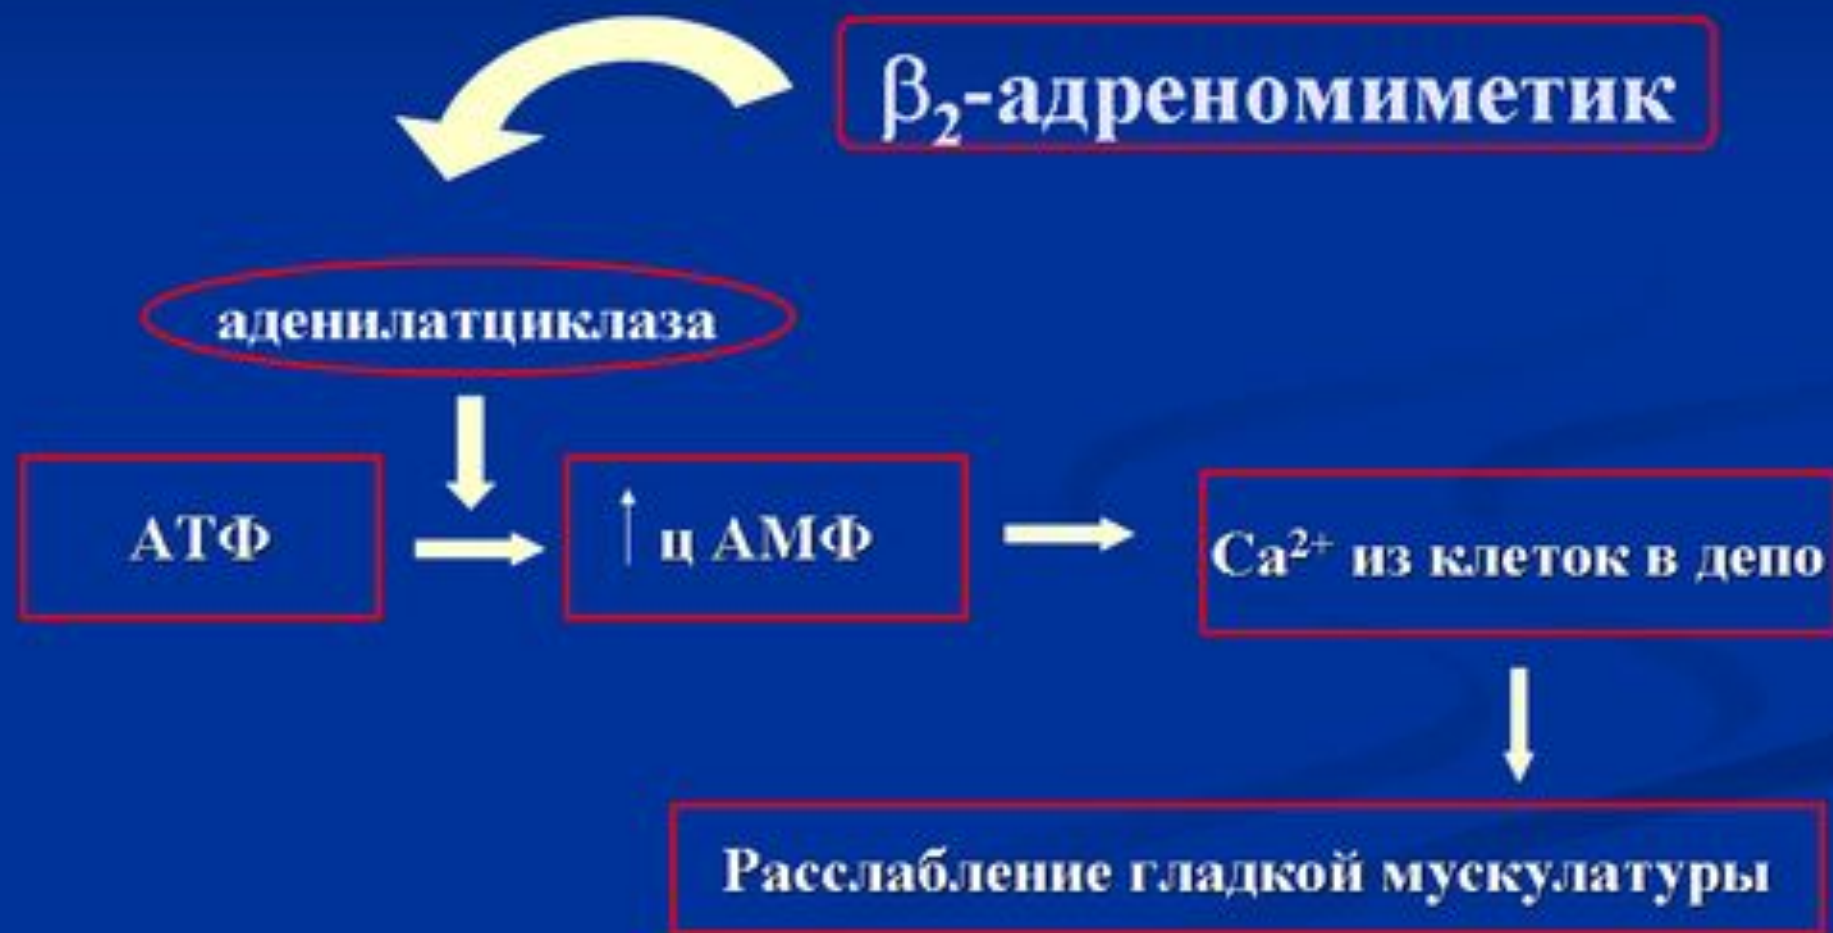 β₂-адреномиметик
аденилатциклаза
АТФ
↑ ц АМФ
Ca²⁺ из клеток в депо
Расслабление гладкой мускулатуры